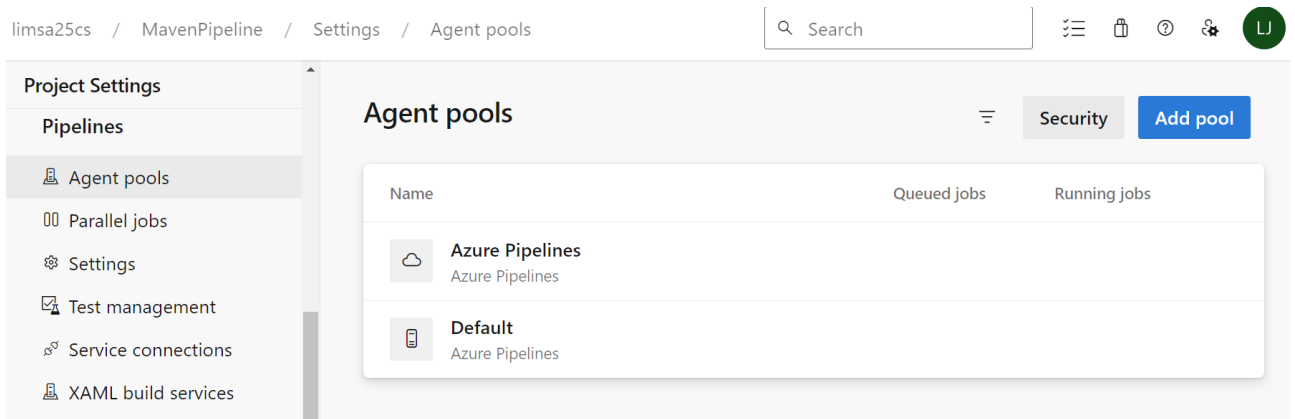 limsa25cs / MavenPipeline / Settings / Agent pools
Search
LJ
Project Settings
Pipelines
Agent pools
Parallel jobs
Settings
Test management
Service connections
XAML build services
Agent pools
Security
Add pool
Name Queued jobs Running jobs
Azure Pipelines
Azure Pipelines
Default
Azure Pipelines